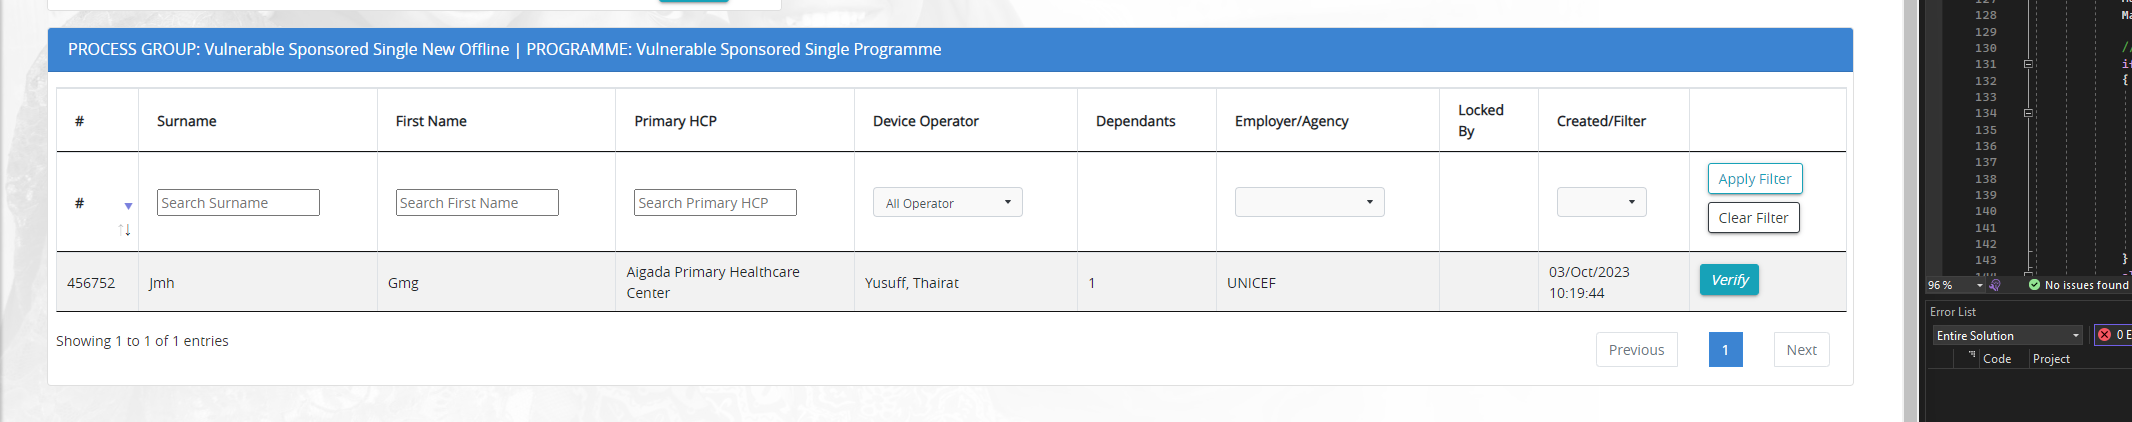 PROCESS GROUP: Vulnerable Sponsored Single New Offline | PROGRAMME: Vulnerable Sponsored Single Programme
# Surname First Name Primary HCP Device Operator Dependants Employer/Agency Locked By Created/Filter
# Search Surname Search First Name Search Primary HCP All Operator Apply Filter
Clear Filter
456752 Jmh Gmg Aigada Primary Healthcare Center Yusuff, Thairat 1 UNICEF 03/Oct/2023 10:19:44 Verify
Showing 1 to 1 of 1 entries
Previous 1 Next
128
129
130 //
131
132 {
133
134
135
136
137
138
139
140
141
142
143 }
96 % No issues found
Error List
Entire Solution 0 E
Code Project